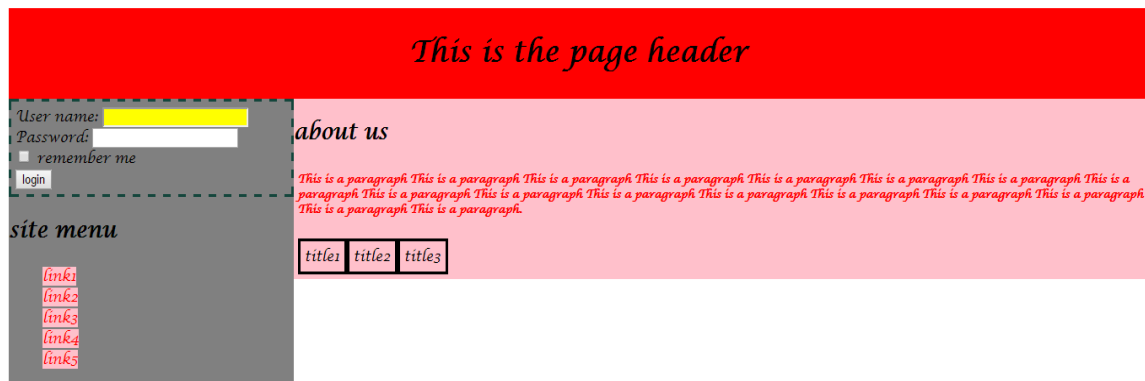 This is the page header
User name:
Password:
remember me
login
site menu
link1
link2
link3
link4
link5
about us
This is a paragraph This is a paragraph This is a paragraph This is a paragraph This is a paragraph This is a paragraph This is a paragraph This is a
paragraph This is a paragraph This is a paragraph This is a paragraph This is a paragraph This is a paragraph This is a paragraph This is a paragraph
This is a paragraph This is a paragraph.
title1 title2 title3